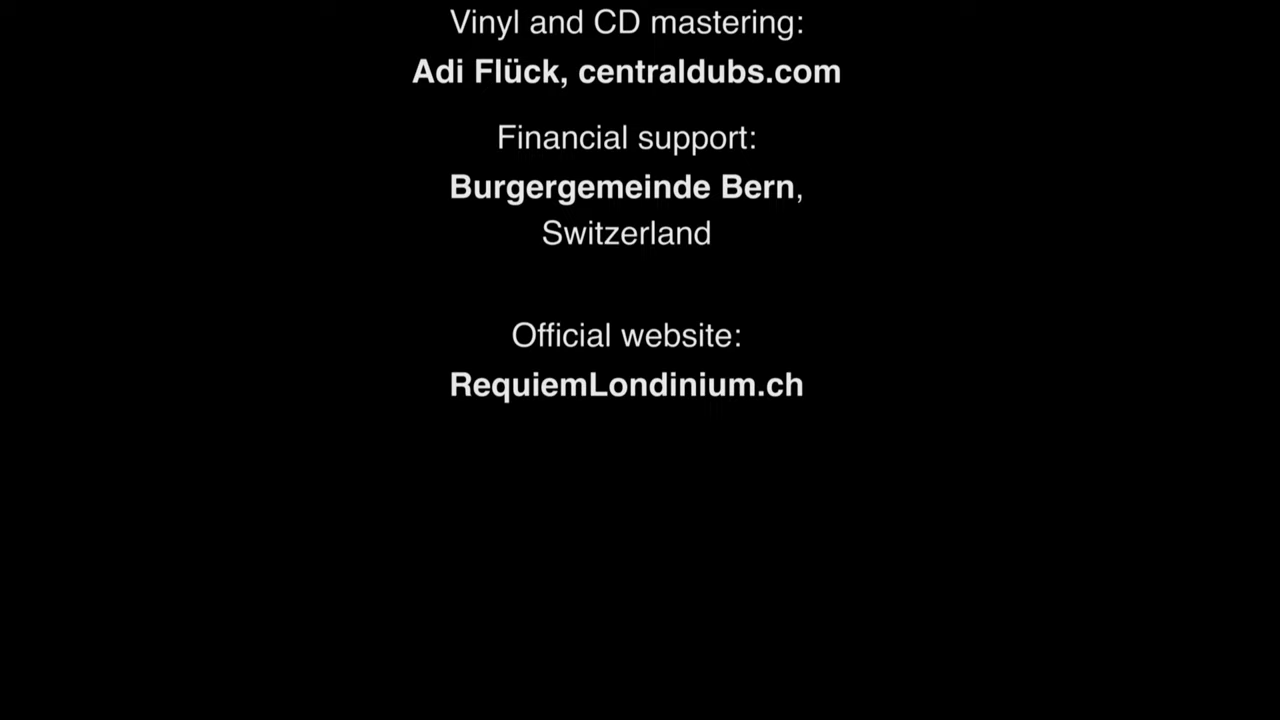 Vinyl and CD mastering:
Adi Flück, centraldubs.com
Financial support:
Burgergemeinde Bern,
Switzerland
Official website:
RequiemLondinium.ch